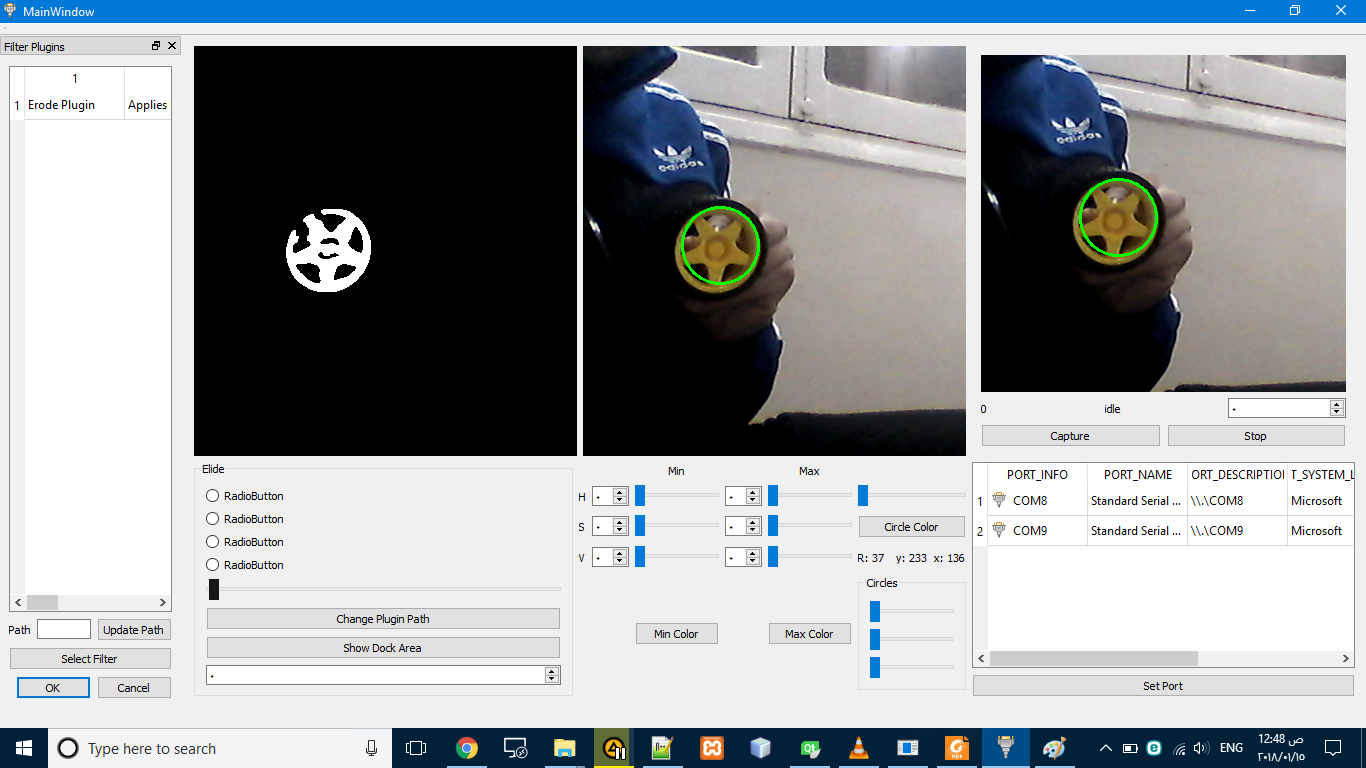 MainWindow
Filter Plugins
1
1 Erode Plugin Applies
Path Update Path
Select Filter
OK Cancel
adidas
adidas
0 idle ٠
Capture Stop
Elide
RadioButton
RadioButton
RadioButton
RadioButton
Change Plugin Path
Show Dock Area
٠
Min Max
H ٠ ٠
S ٠ ٠ Circle Color
V ٠ ٠ R: 37 y: 233 x: 136
Circles
Min Color Max Color
PORT_INFO PORT_NAME ORT_DESCRIPTION T_SYSTEM_L
1 COM8 Standard Serial ... \\.\COM8 Microsoft
2 COM9 Standard Serial ... \\.\COM9 Microsoft
Set Port
Type here to search
ENG
12:48 ص
٢٠١٨/٠١/١٥